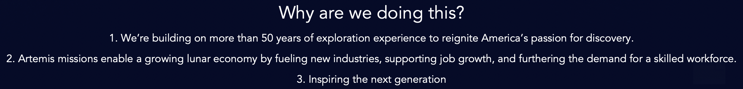 Why are we doing this?
1. We're building on more than 50 years of exploration experience to reignite America's passion for discovery.
2. Artemis missions enable a growing lunar economy by fueling new industries, supporting job growth, and furthering the demand for a skilled workforce.
3. Inspiring the next generation